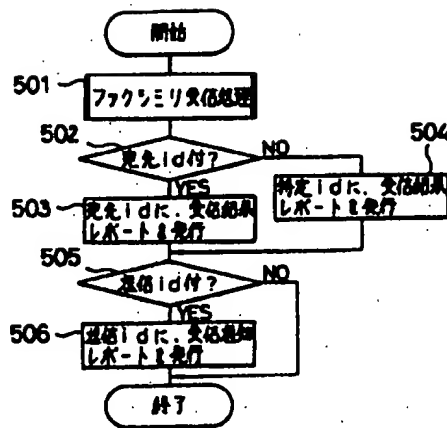 開始
501
ファクシミリ受信処理
502
宛先id付?
NO
504
YES
503
宛先idに、受信結果
レポートを発行
特定idに、受信結果
レポートを発行
505
返信id付?
NO
YES
506
返信idに、受信通知
レポートを発行
終了